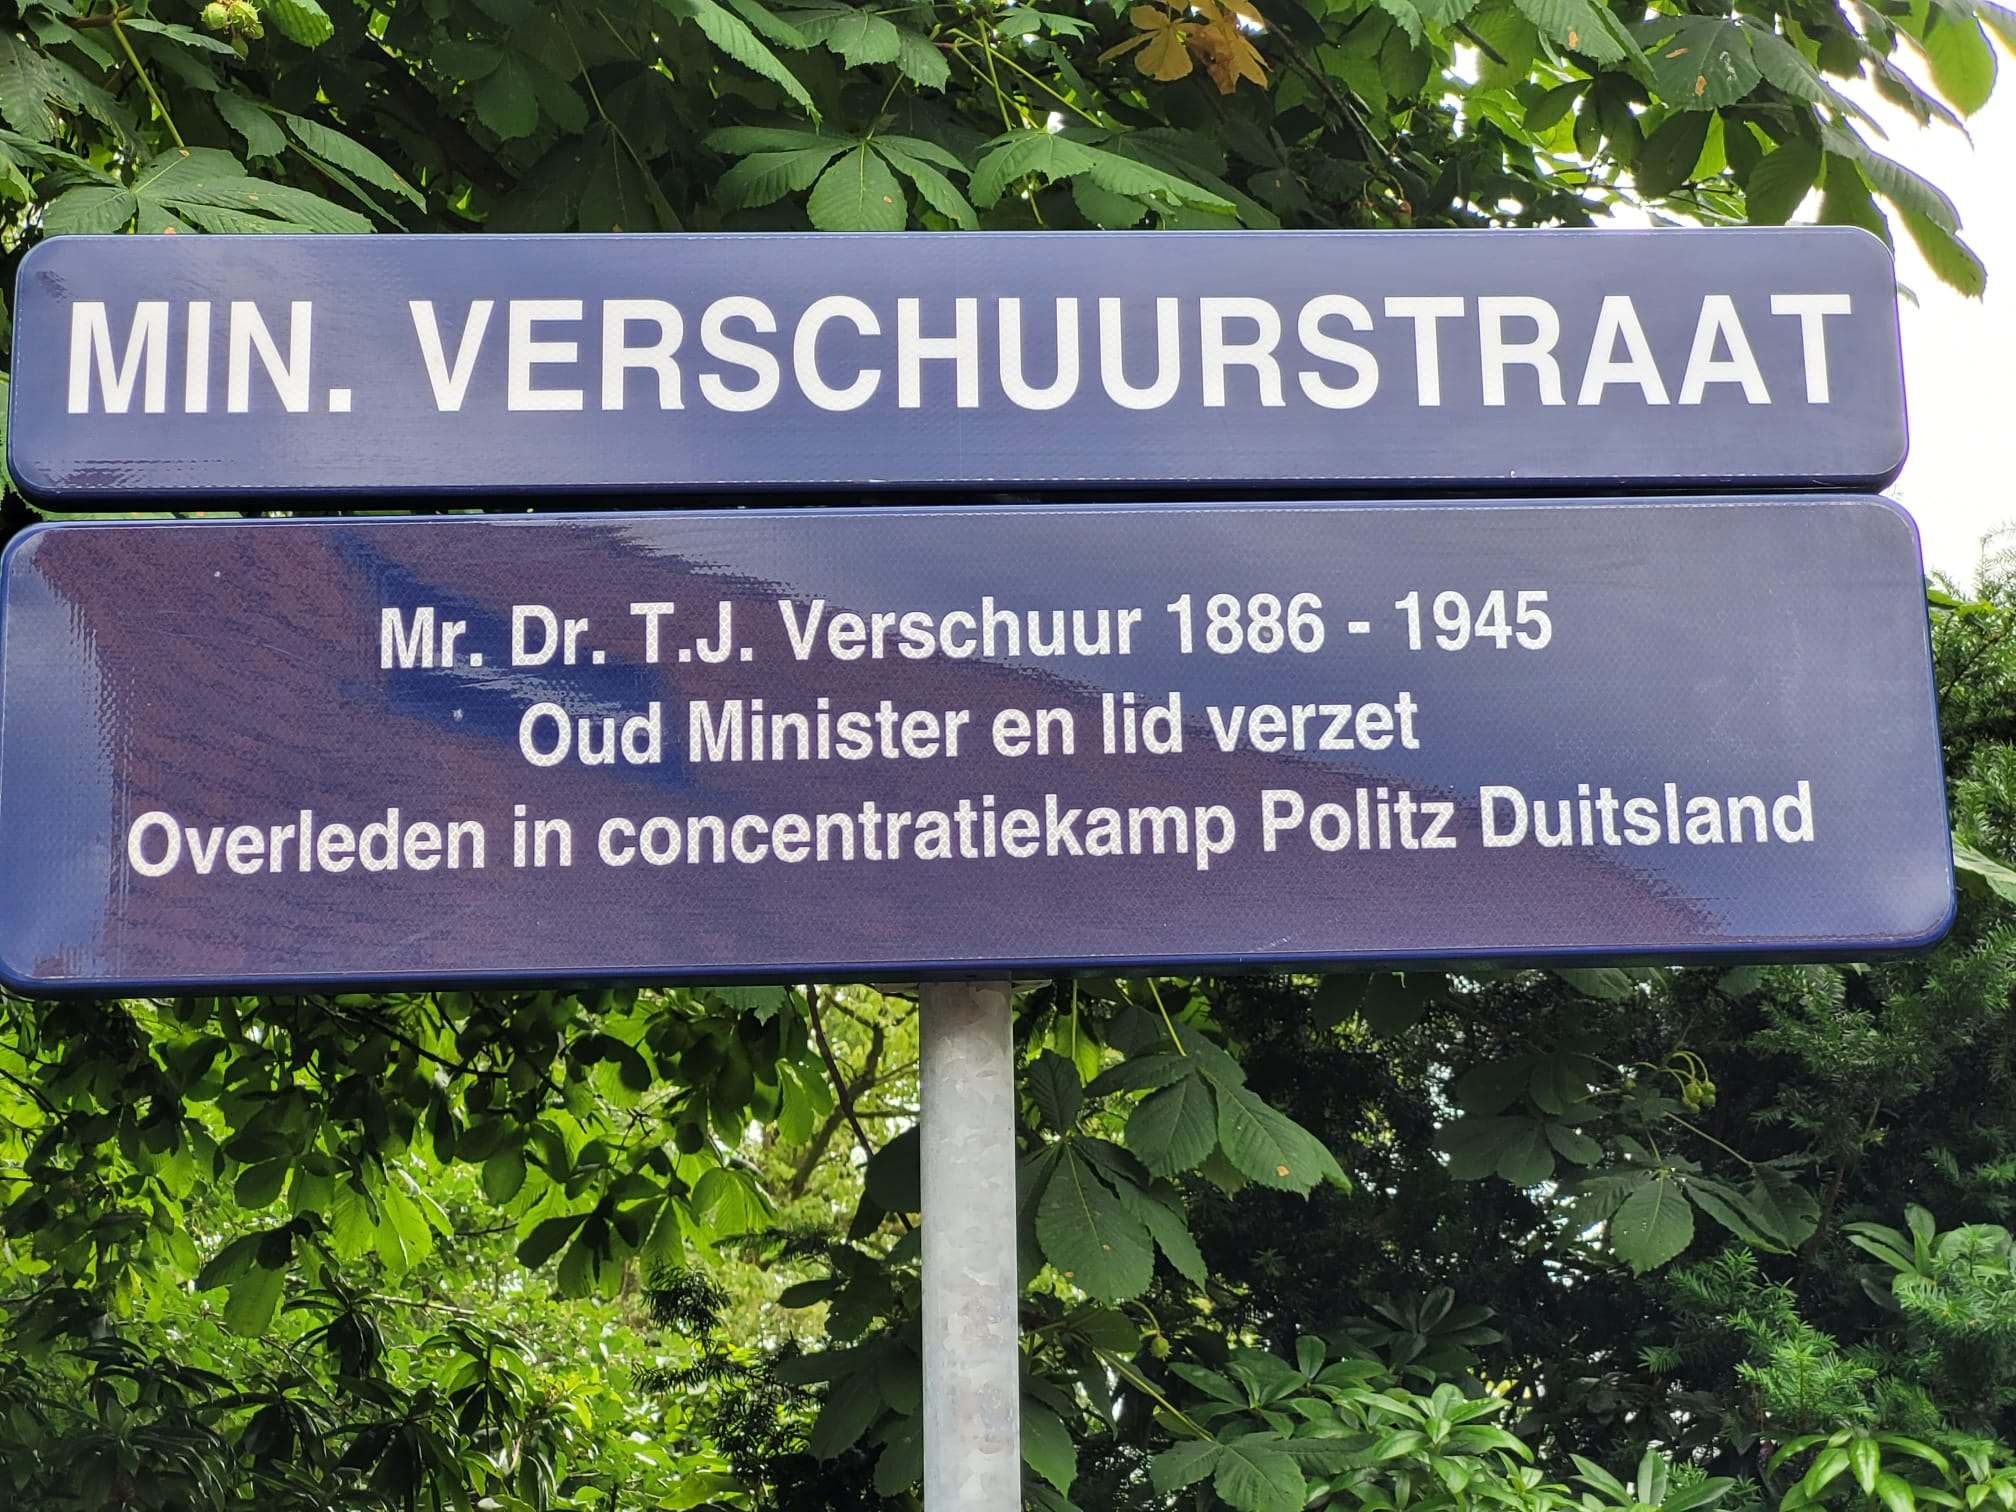 MIN. VERSCHUURSTRAAT
Mr. Dr. T.J. Verschuur 1886 - 1945
Oud Minister en lid verzet
Overleden in concentratiekamp Politz Duitsland